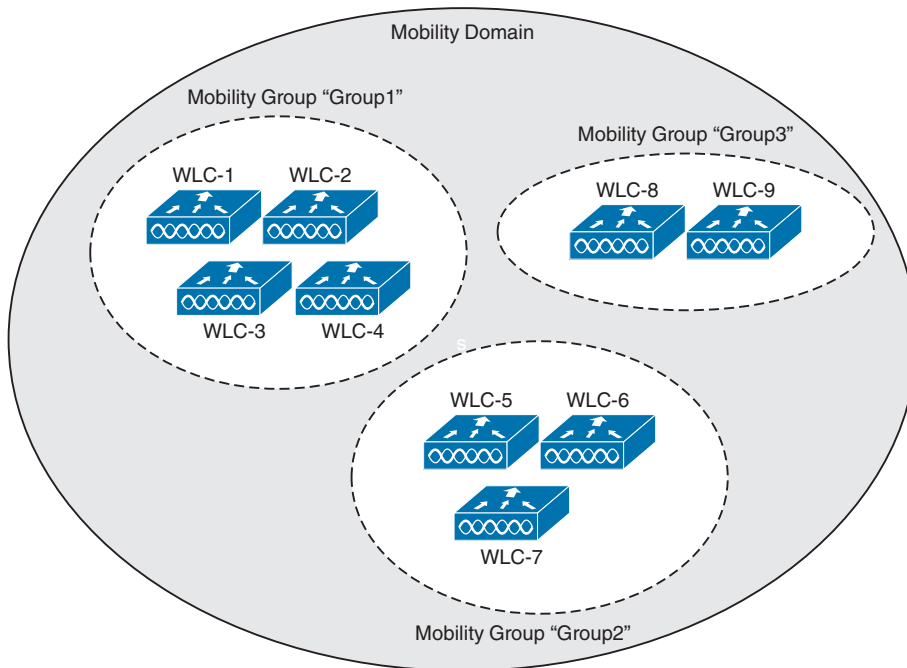 Mobility Domain
Mobility Group “Group1”
WLC-1
WLC-2
WLC-3
WLC-4
Mobility Group “Group3”
WLC-8
WLC-9
s
WLC-5
WLC-6
WLC-7
Mobility Group “Group2”